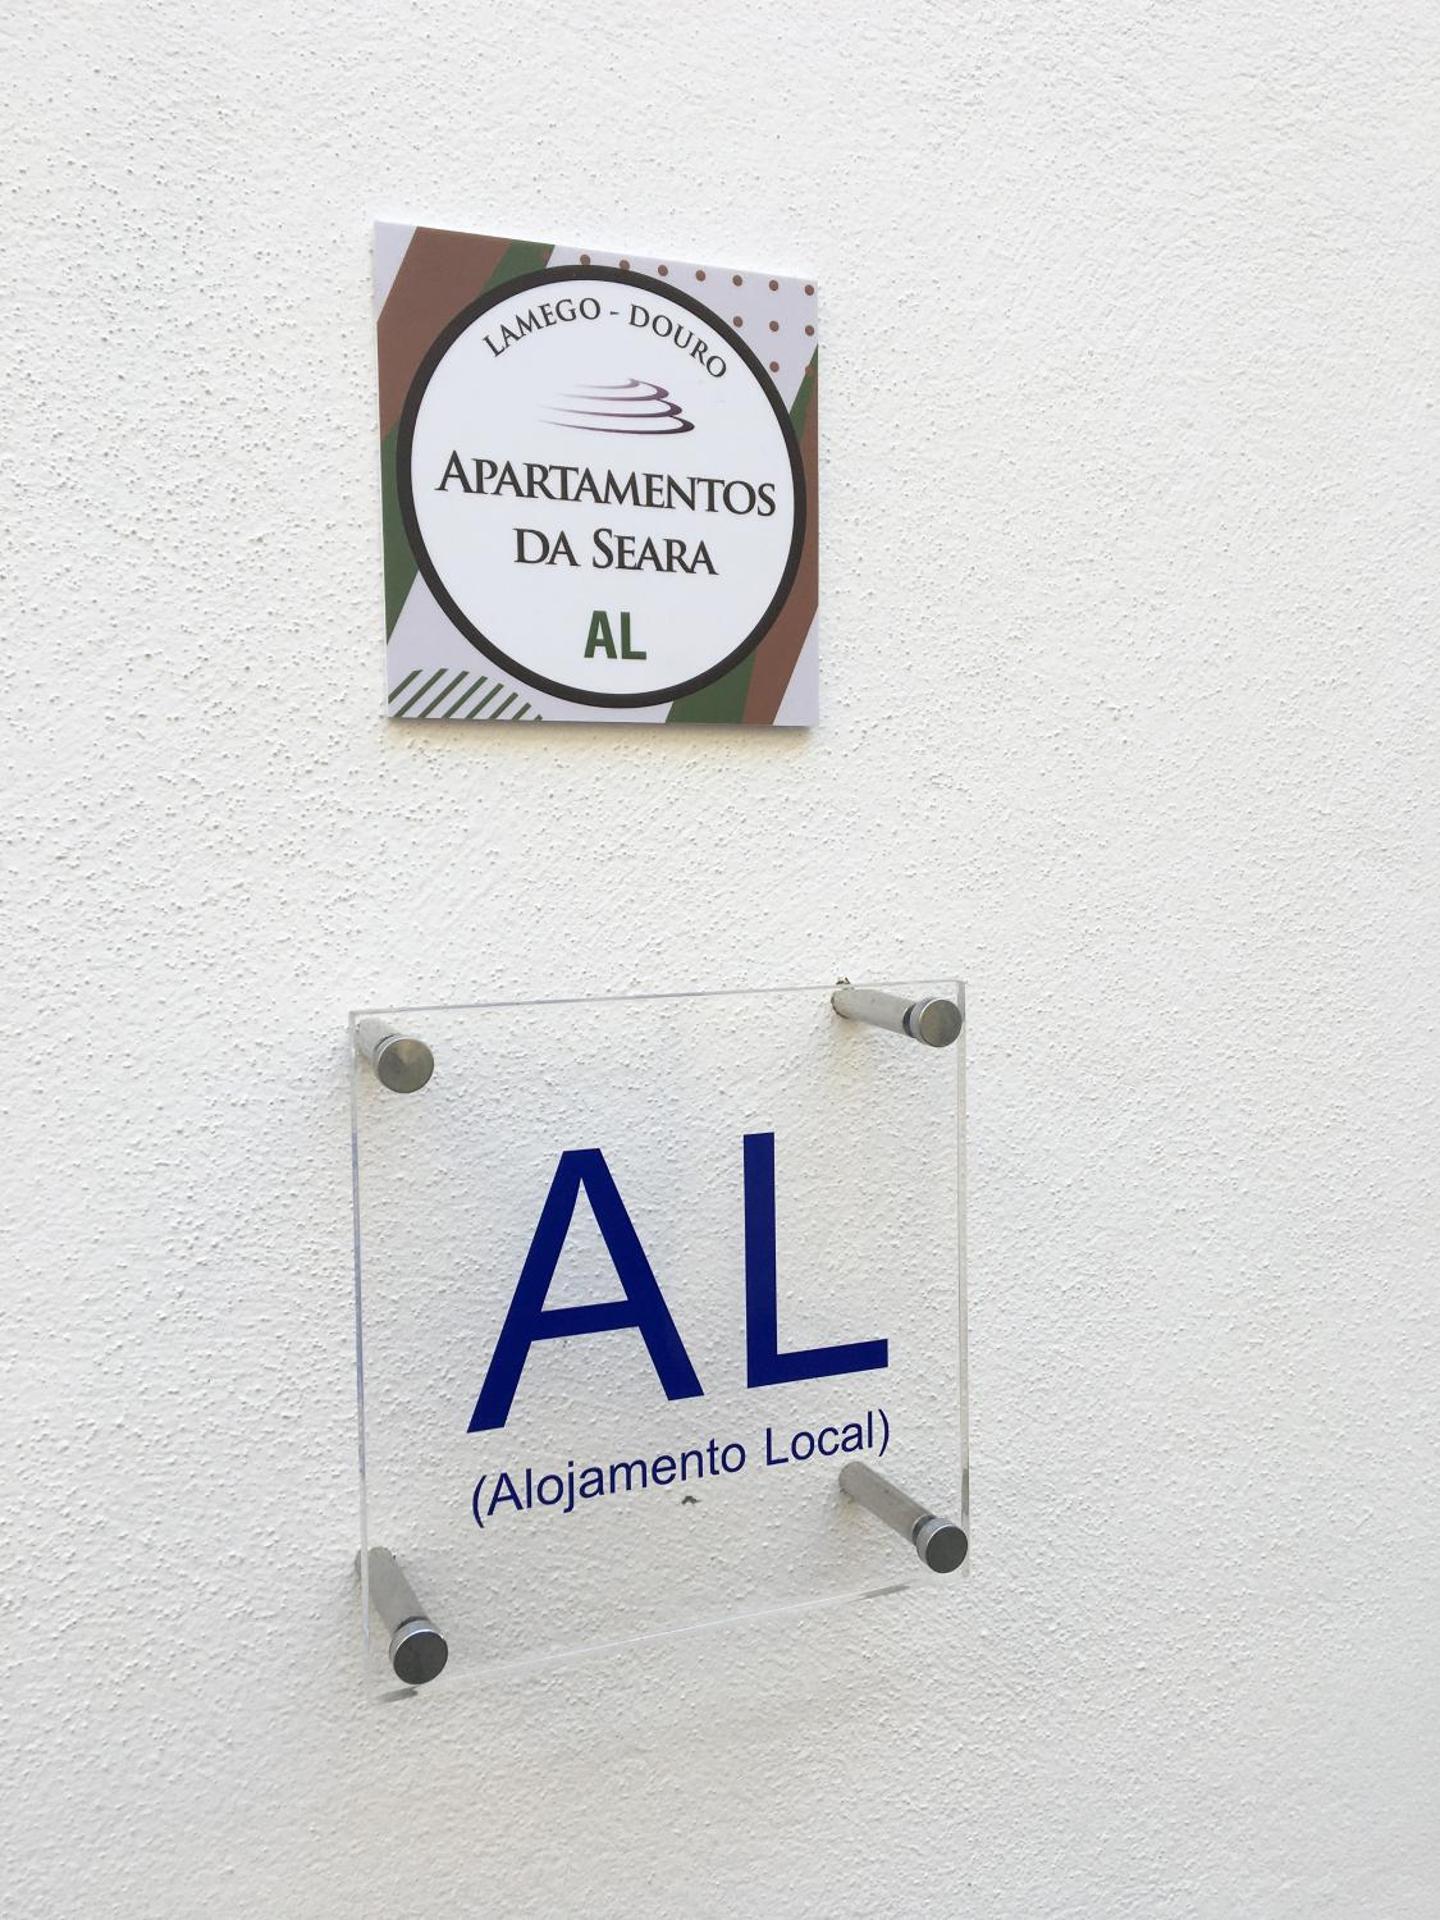 LAMEGO - DOURO
APARTAMENTOS
DA SEARA
AL
AL
(Alojamento Local)